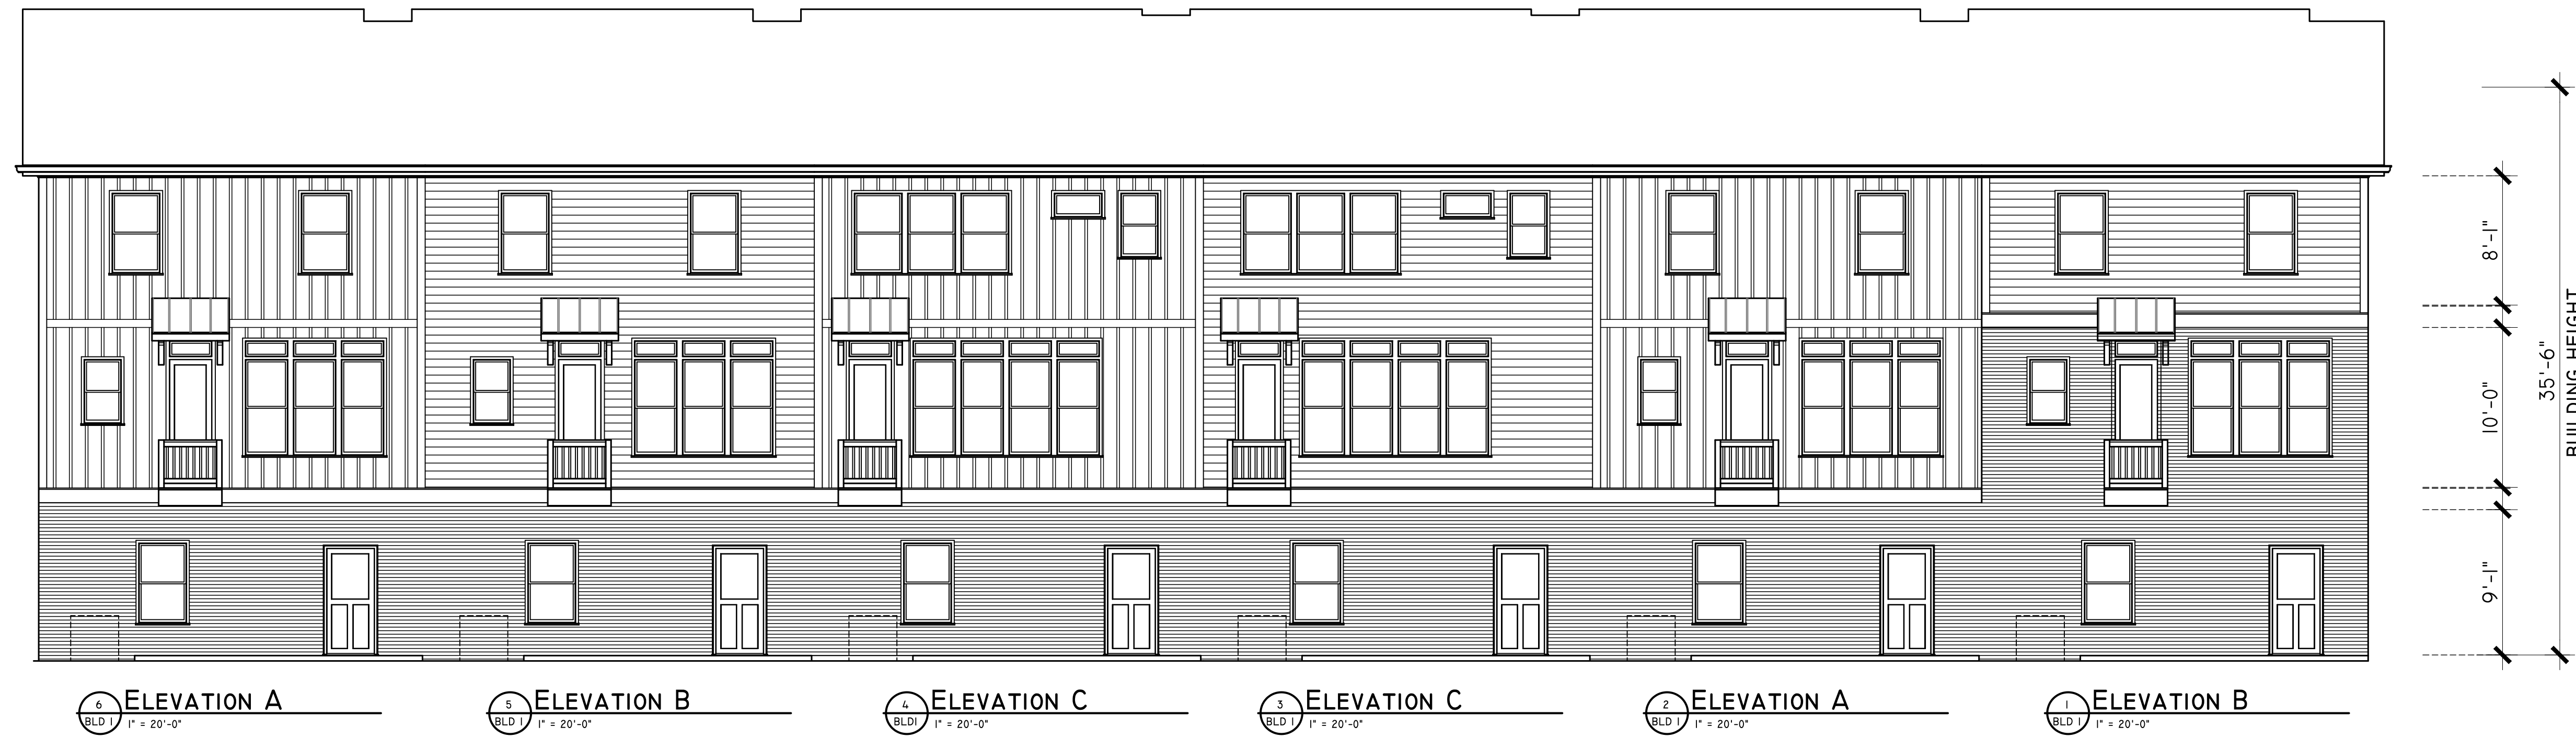 8'-1"
10'-0"
9'-1"
35'-6"
BUILDING HEIGHT
6 ELEVATION A
BLD 1 1" = 20'-0"
5 ELEVATION B
BLD 1 1" = 20'-0"
4 ELEVATION C
BLD1 1" = 20'-0"
3 ELEVATION C
BLD 1 1" = 20'-0"
2 ELEVATION A
BLD 1 1" = 20'-0"
1 ELEVATION B
BLD 1 1" = 20'-0"